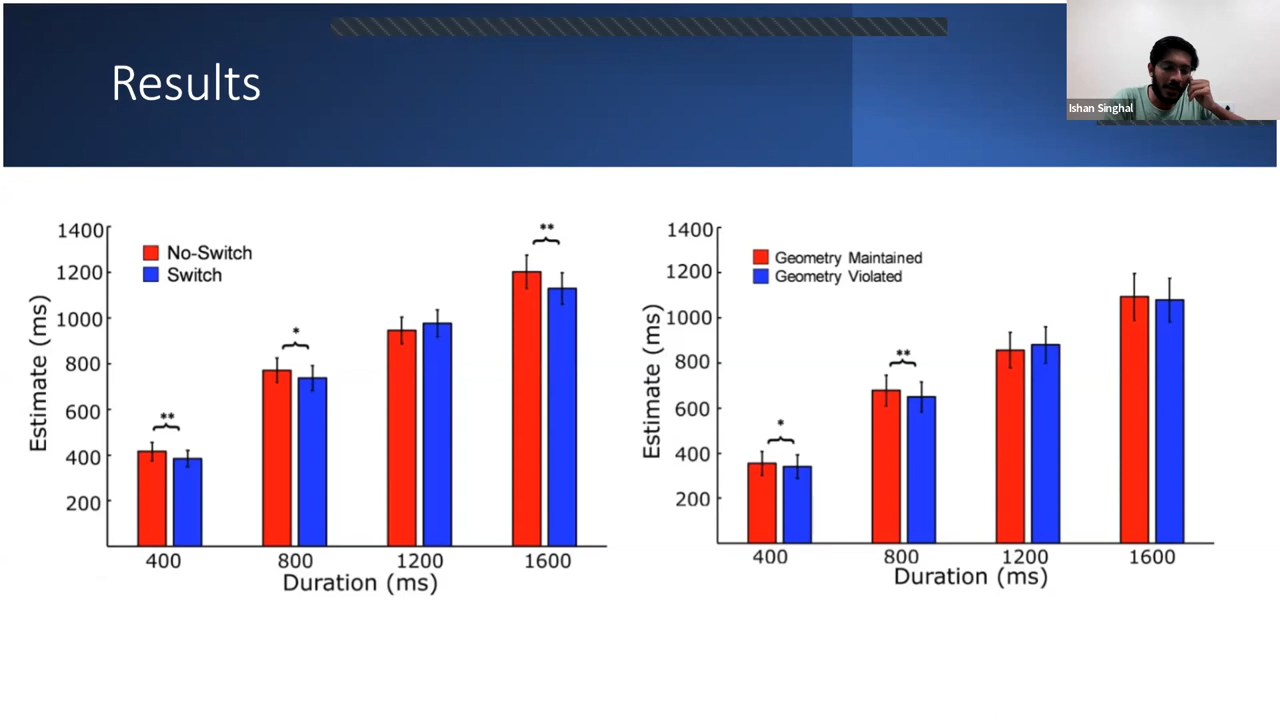 Results
Ishan Singhal
1400
1200
1000
800
600
400
200
Estimate (ms)
No-Switch
Switch
**
*
**
400 800 1200 1600
Duration (ms)
1400
1200
1000
800
600
400
200
Estimate (ms)
Geometry Maintained
Geometry Violated
*
**
400 800 1200 1600
Duration (ms)